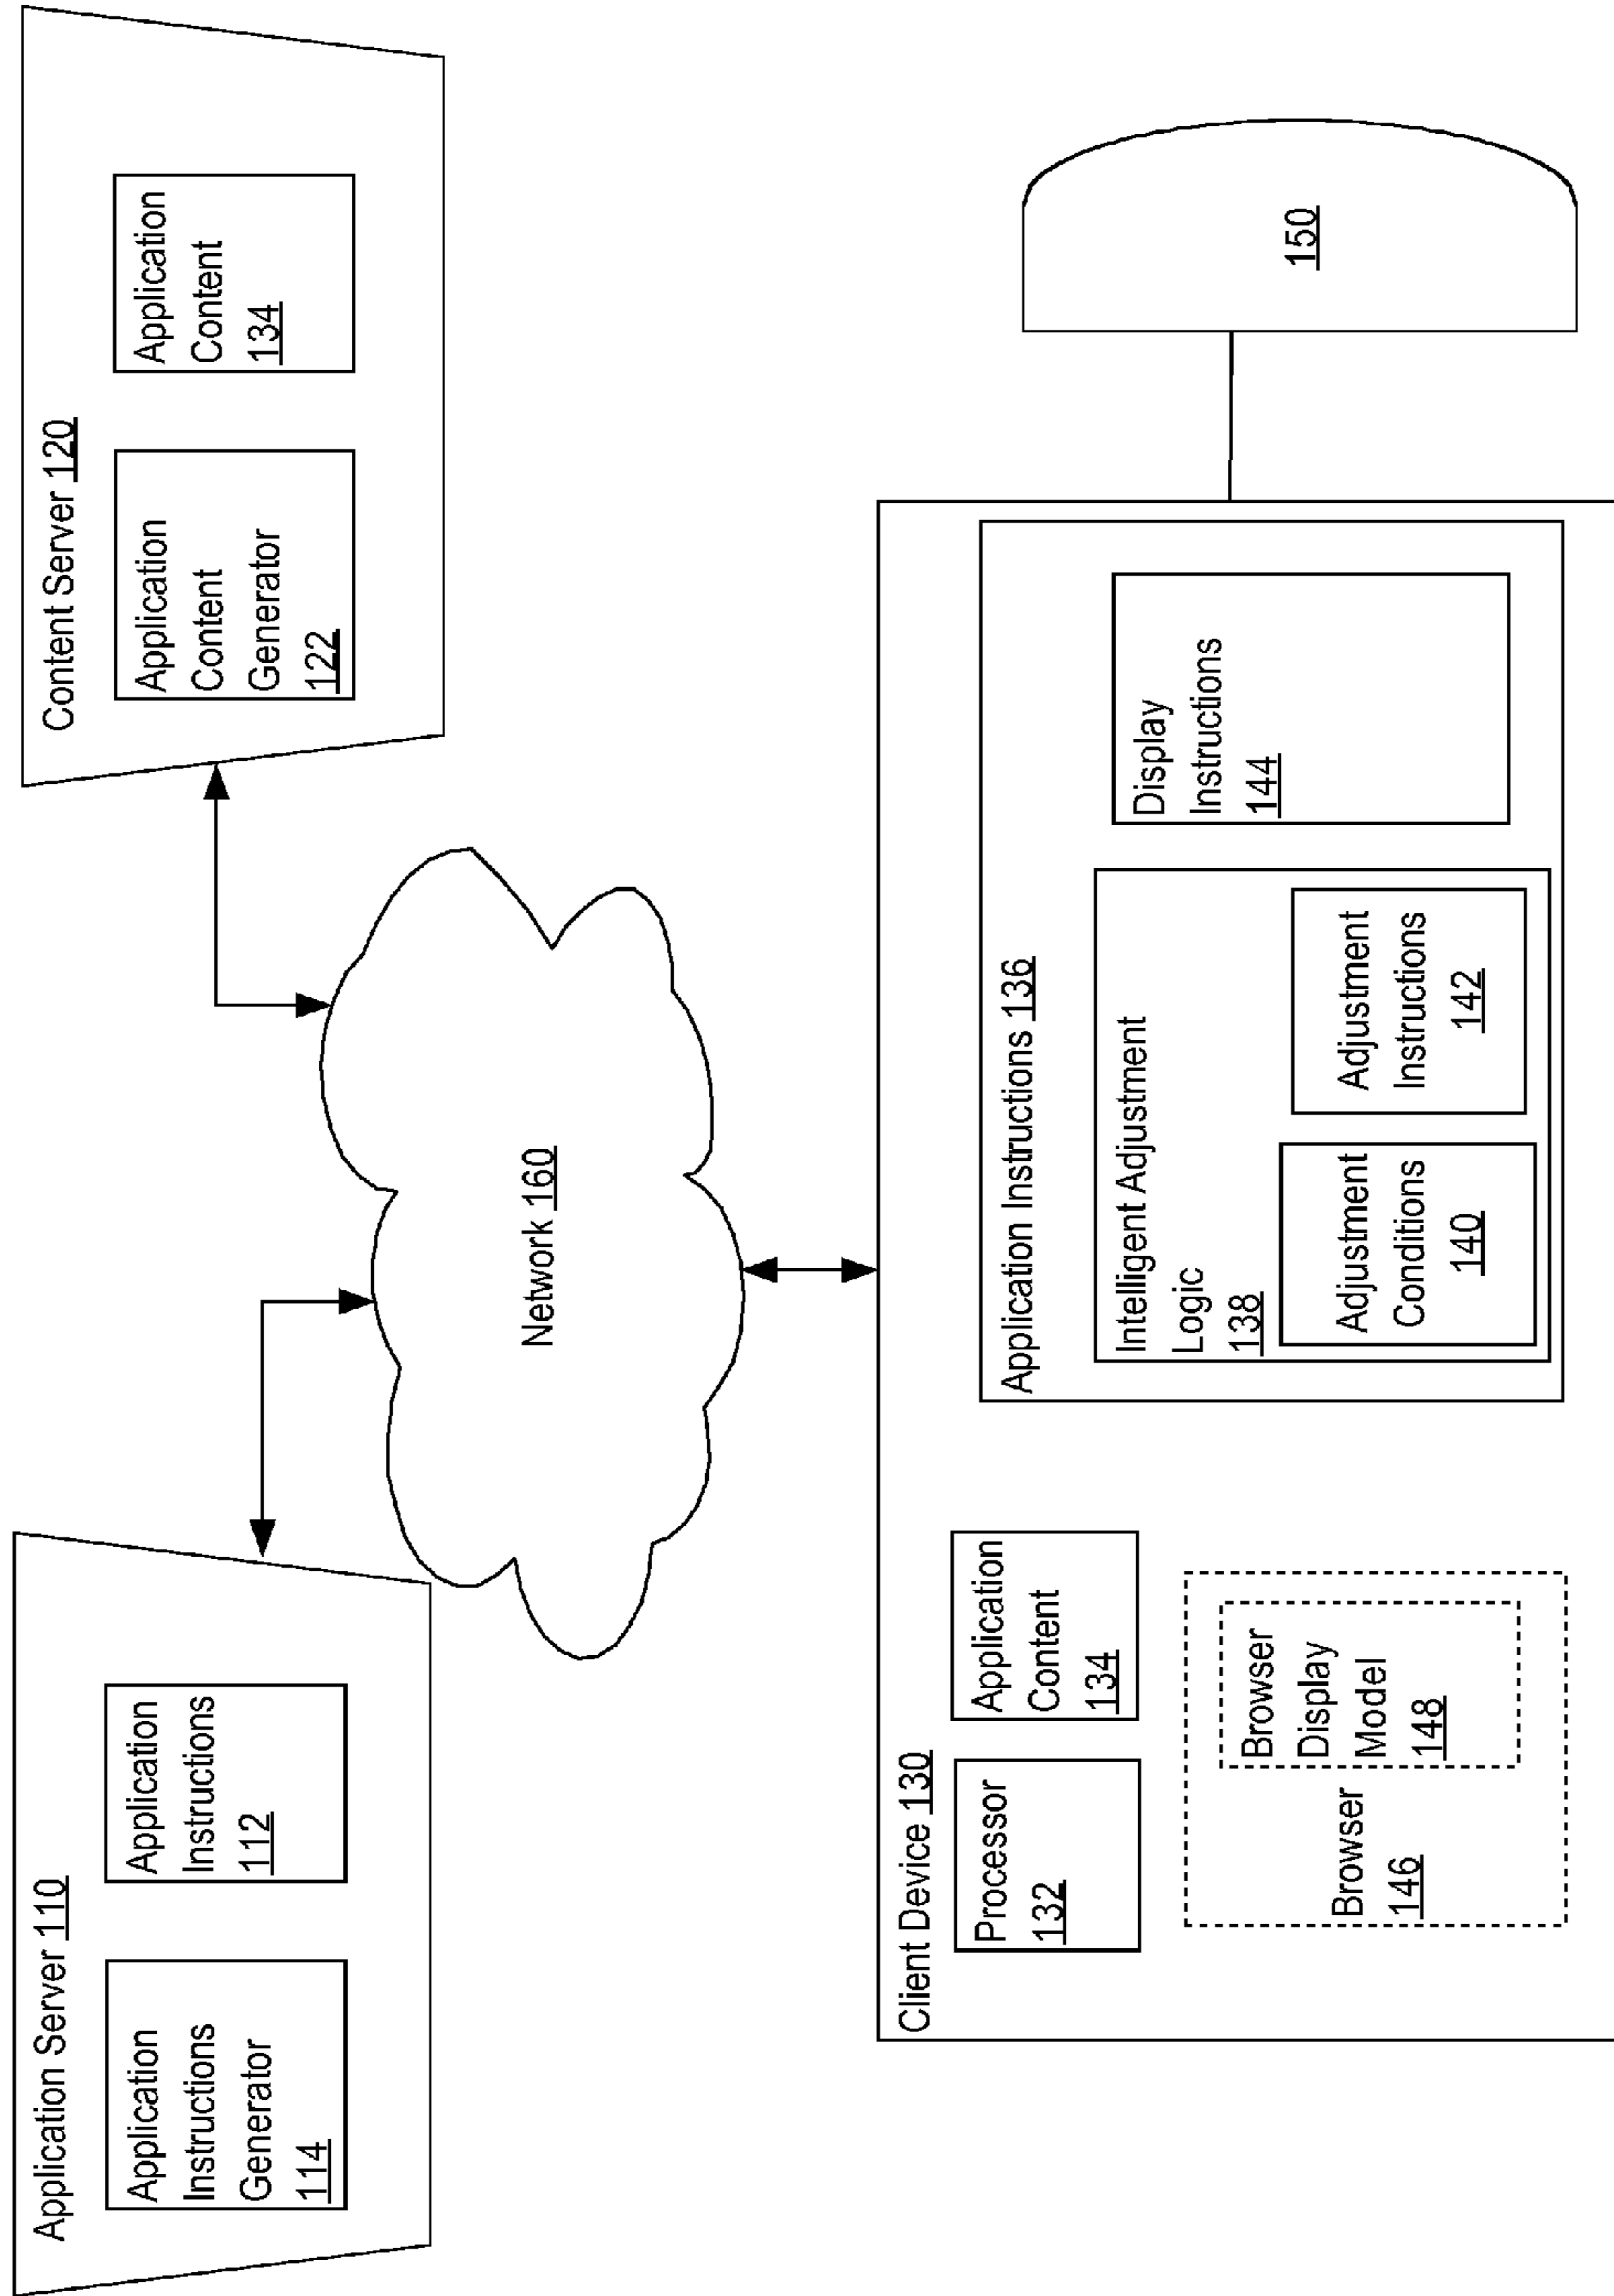 Application Server 110
Application
Instructions
Generator
114
Application
Instructions
112
Content Server 120
Application
Content
Generator
122
Application
Content
134
Network 160
Client Device 130
Processor
132
Application
Content
134
Browser
146
Browser
Display
Model
148
Application Instructions 136
Intelligent Adjustment
Logic
138
Adjustment
Conditions
140
Adjustment
Instructions
142
Display
Instructions
144
150